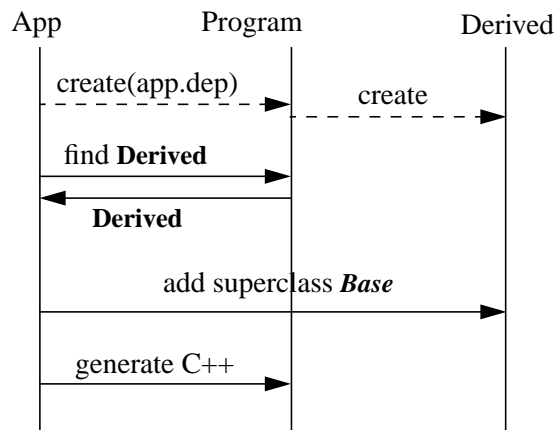 App Program Derived
create(app.dep)
create
find Derived
Derived
add superclass Base
generate C++